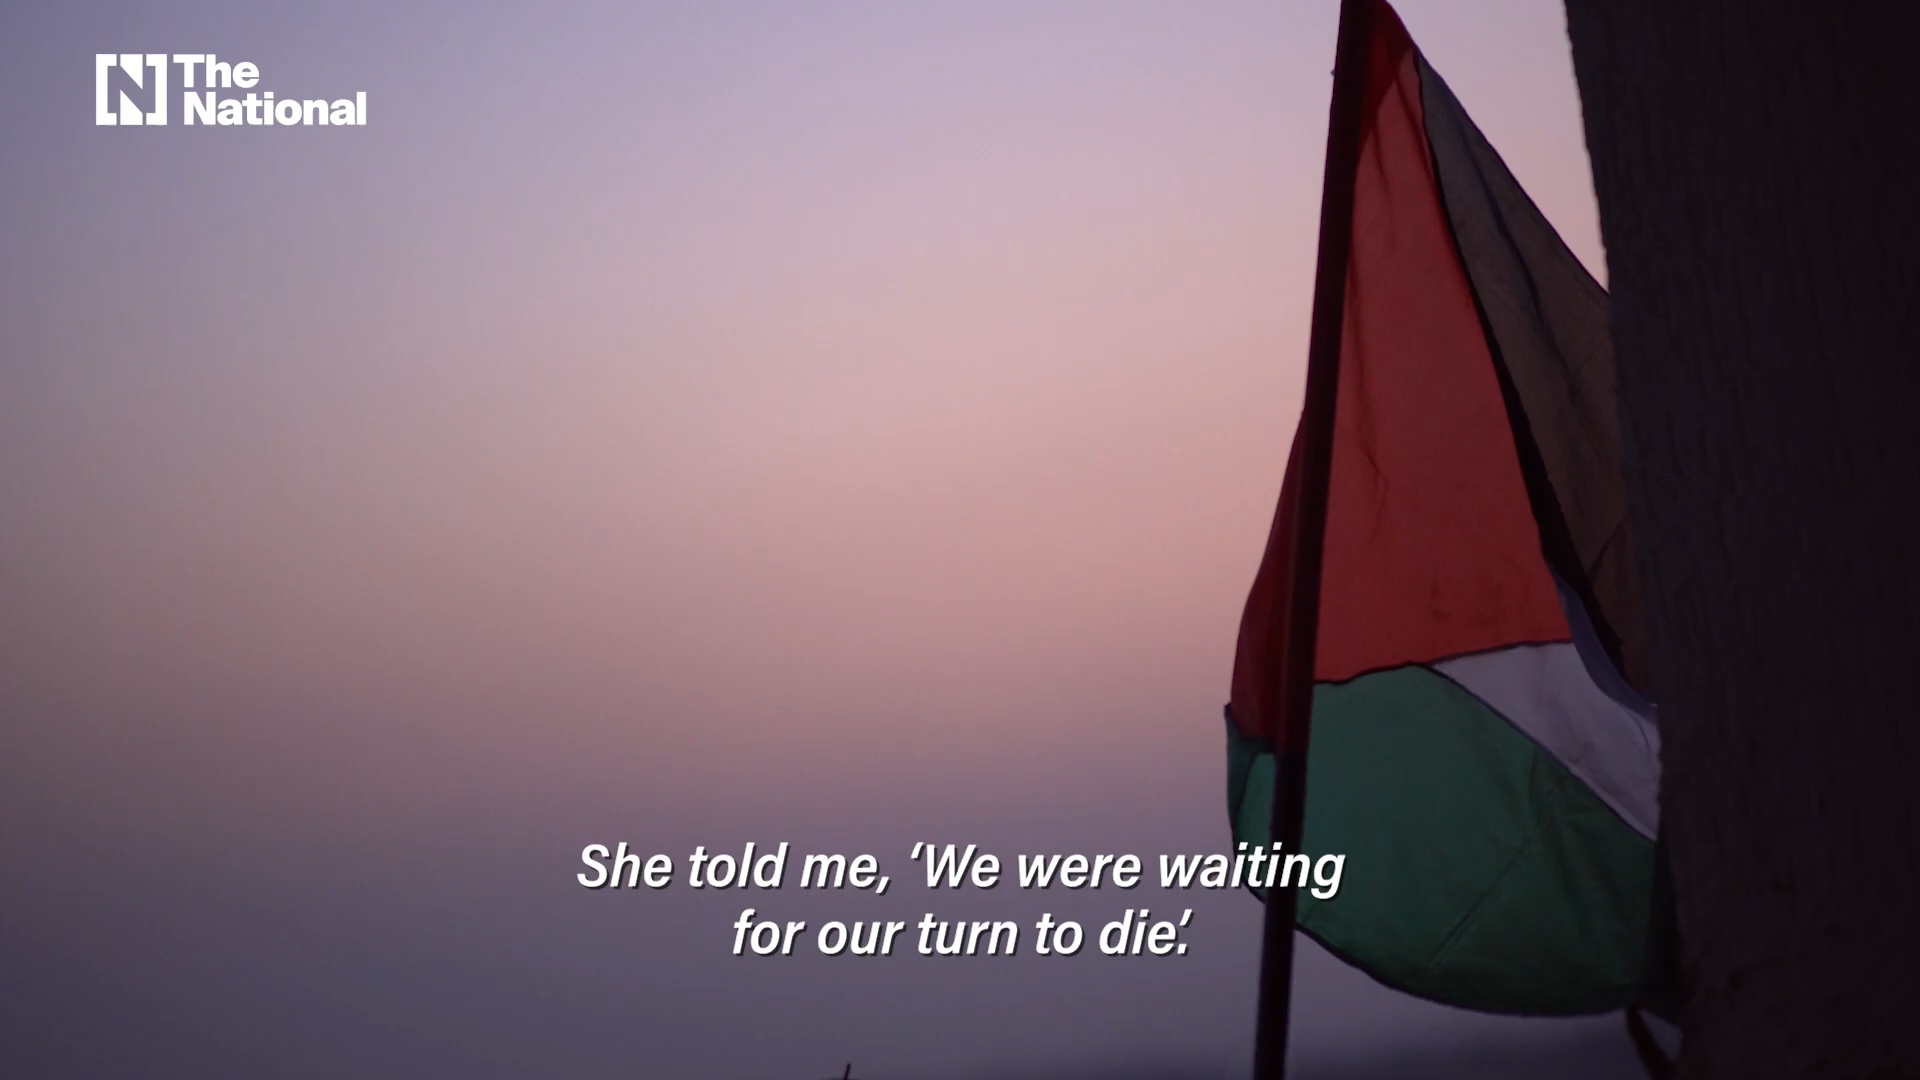 The
National
She told me, ‘We were waiting
for our turn to die’.